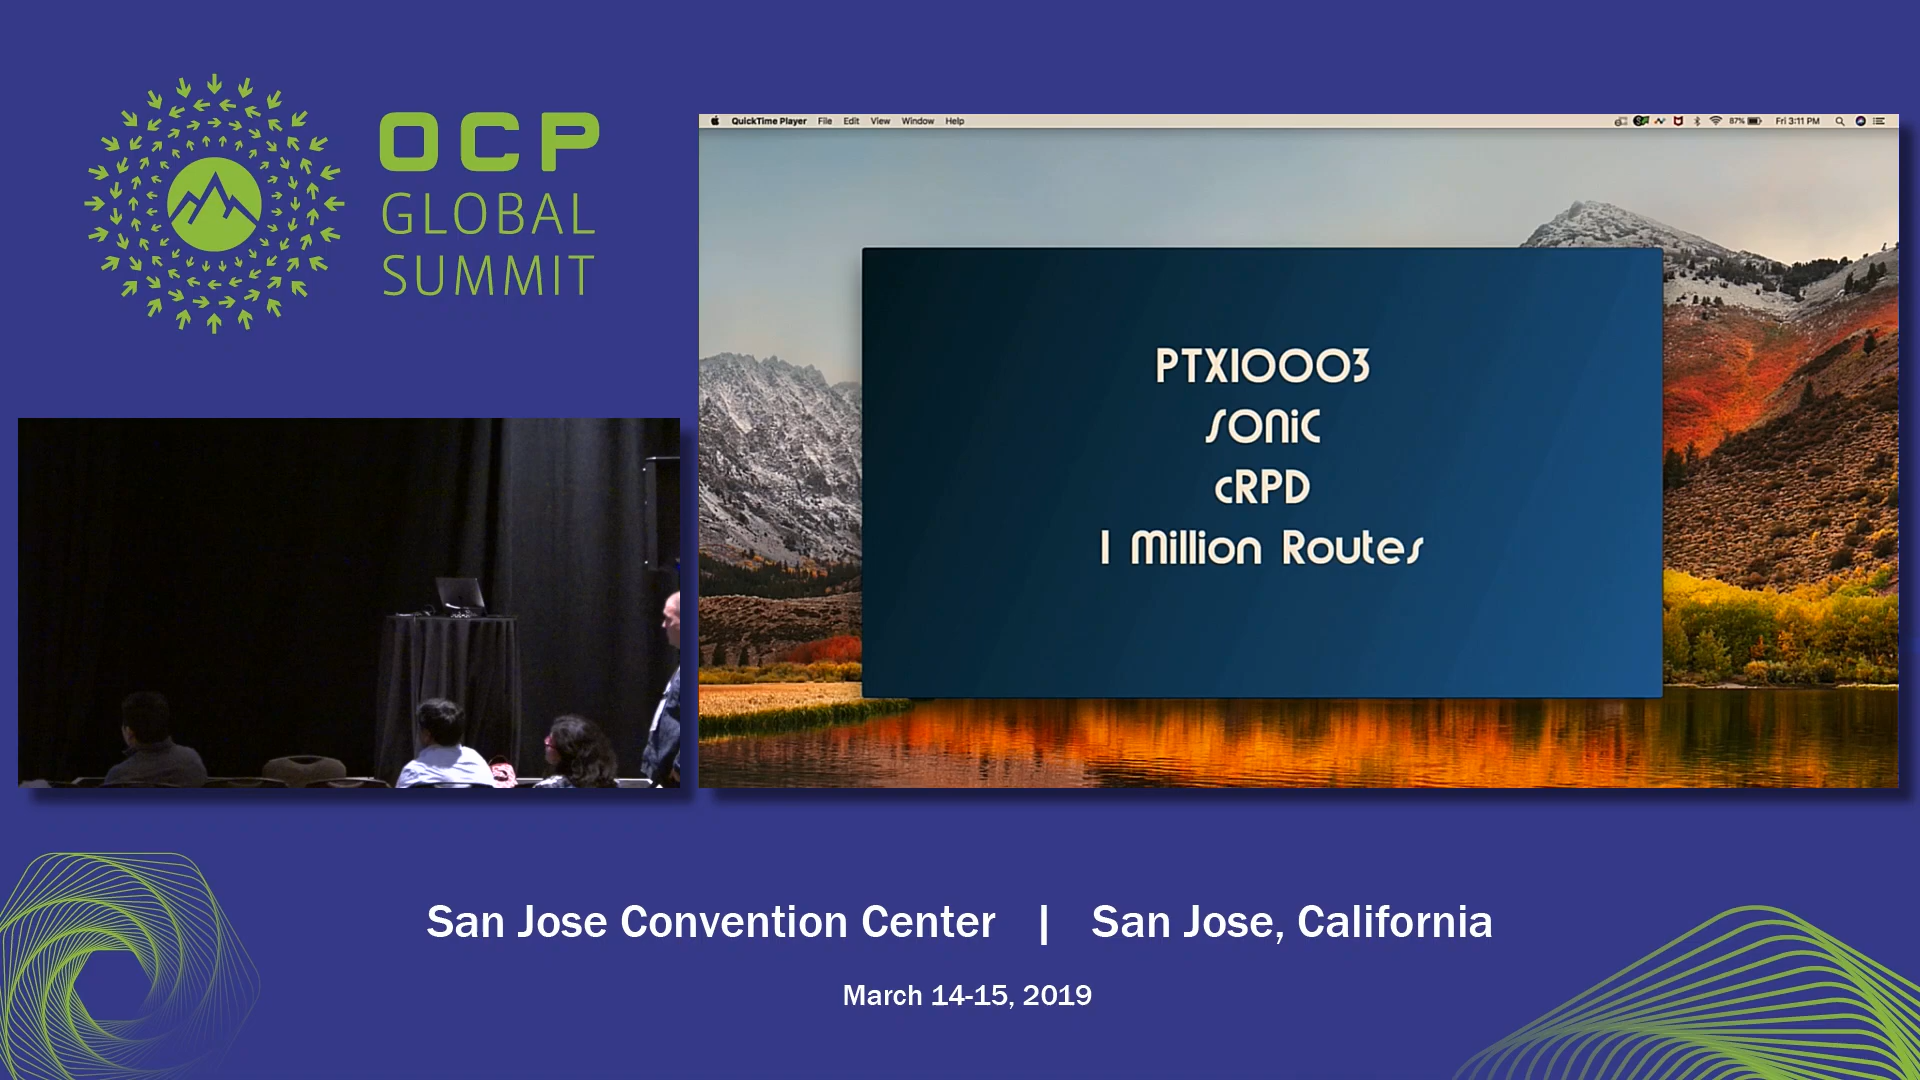 OCP
GLOBAL
SUMMIT
QuickTime Player File Edit View Window Help
87% Fri 3:11 PM
PTX10003
SONiC
cRPD
1 Million Routes
San Jose Convention Center | San Jose, California
March 14-15, 2019